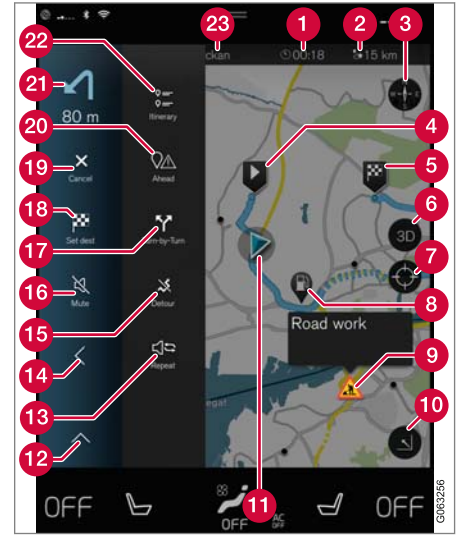 23 1 2 3
22 ckan 00:18 15 km
21
80 m Itinerary
20 4
19 Cancel Ahead 5
18 6
Set dest 17 Turn-by-Turn 3D
7
16 Mute 15 Detour 8
Road work
14 Repeat 9
13
egat
12 10
11
OFF OFF AC OFF OFF
G063256